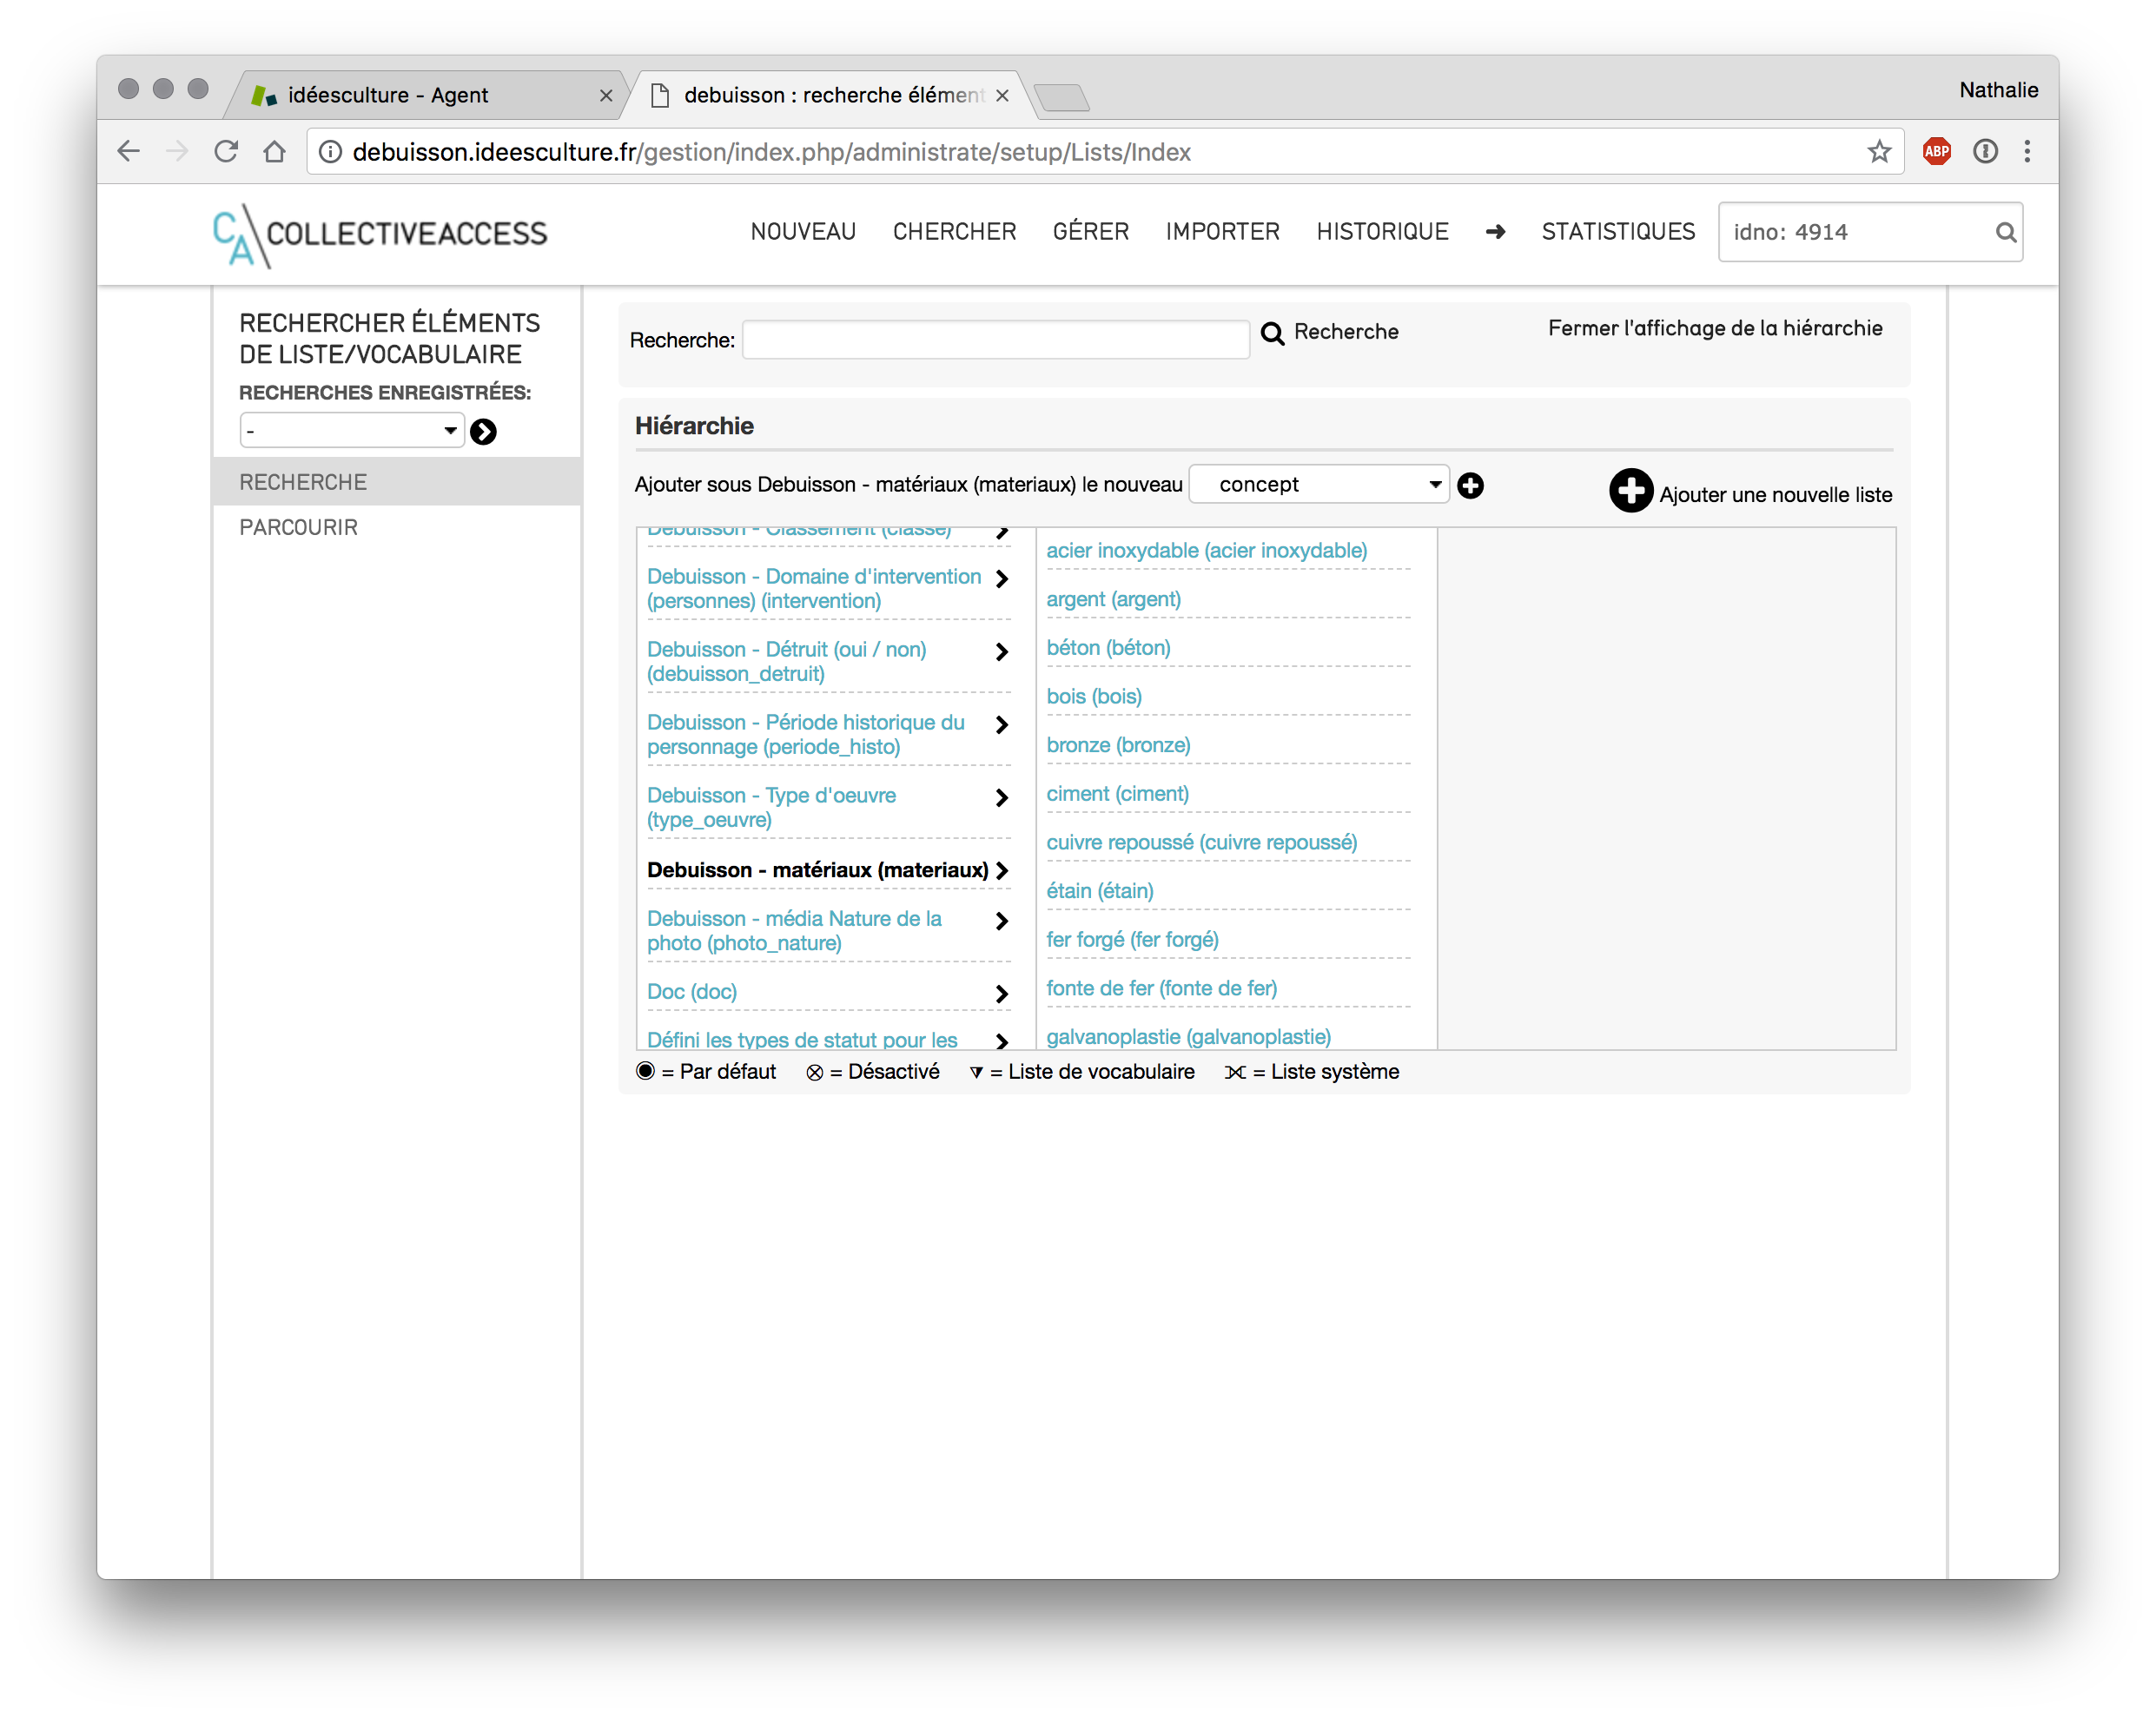 idéesculture - Agent
debuisson : recherche élément
Nathalie
debuisson.ideesculture.fr/gestion/index.php/administrate/setup/Lists/Index
ABP
CA\COLLECTIVEACCESS
NOUVEAU CHERCHER GÉRER IMPORTER HISTORIQUE ➔ STATISTIQUES
idno: 4914
RECHERCHER ÉLÉMENTS
DE LISTE/VOCABULAIRE
RECHERCHES ENREGISTRÉES:
-
RECHERCHE
PARCOURIR
Recherche:
Recherche
Fermer l'affichage de la hiérarchie
Hiérarchie
Ajouter sous Debuisson - matériaux (materiaux) le nouveau
concept
Ajouter une nouvelle liste
Debuisson - Classement (classe)
Debuisson - Domaine d'intervention
(personnes) (intervention)
Debuisson - Détruit (oui / non)
(debuisson_detruit)
Debuisson - Période historique du
personnage (periode_histo)
Debuisson - Type d'oeuvre
(type_oeuvre)
Debuisson - matériaux (materiaux)
Debuisson - média Nature de la
photo (photo_nature)
Doc (doc)
Défini les types de statut pour les
acier inoxydable (acier inoxydable)
argent (argent)
béton (béton)
bois (bois)
bronze (bronze)
ciment (ciment)
cuivre repoussé (cuivre repoussé)
étain (étain)
fer forgé (fer forgé)
fonte de fer (fonte de fer)
galvanoplastie (galvanoplastie)
= Par défaut = Désactivé = Liste de vocabulaire = Liste système